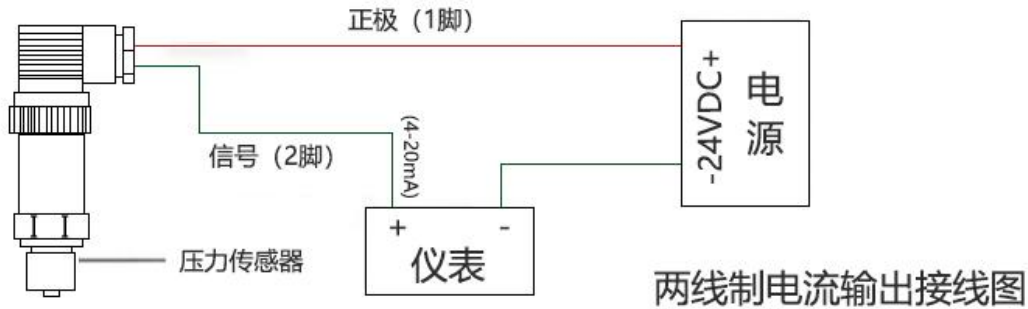 正极（1脚）
-24VDC+
电源
信号（2脚）
(4-20mA)
+
-
仪表
压力传感器
两线制电流输出接线图